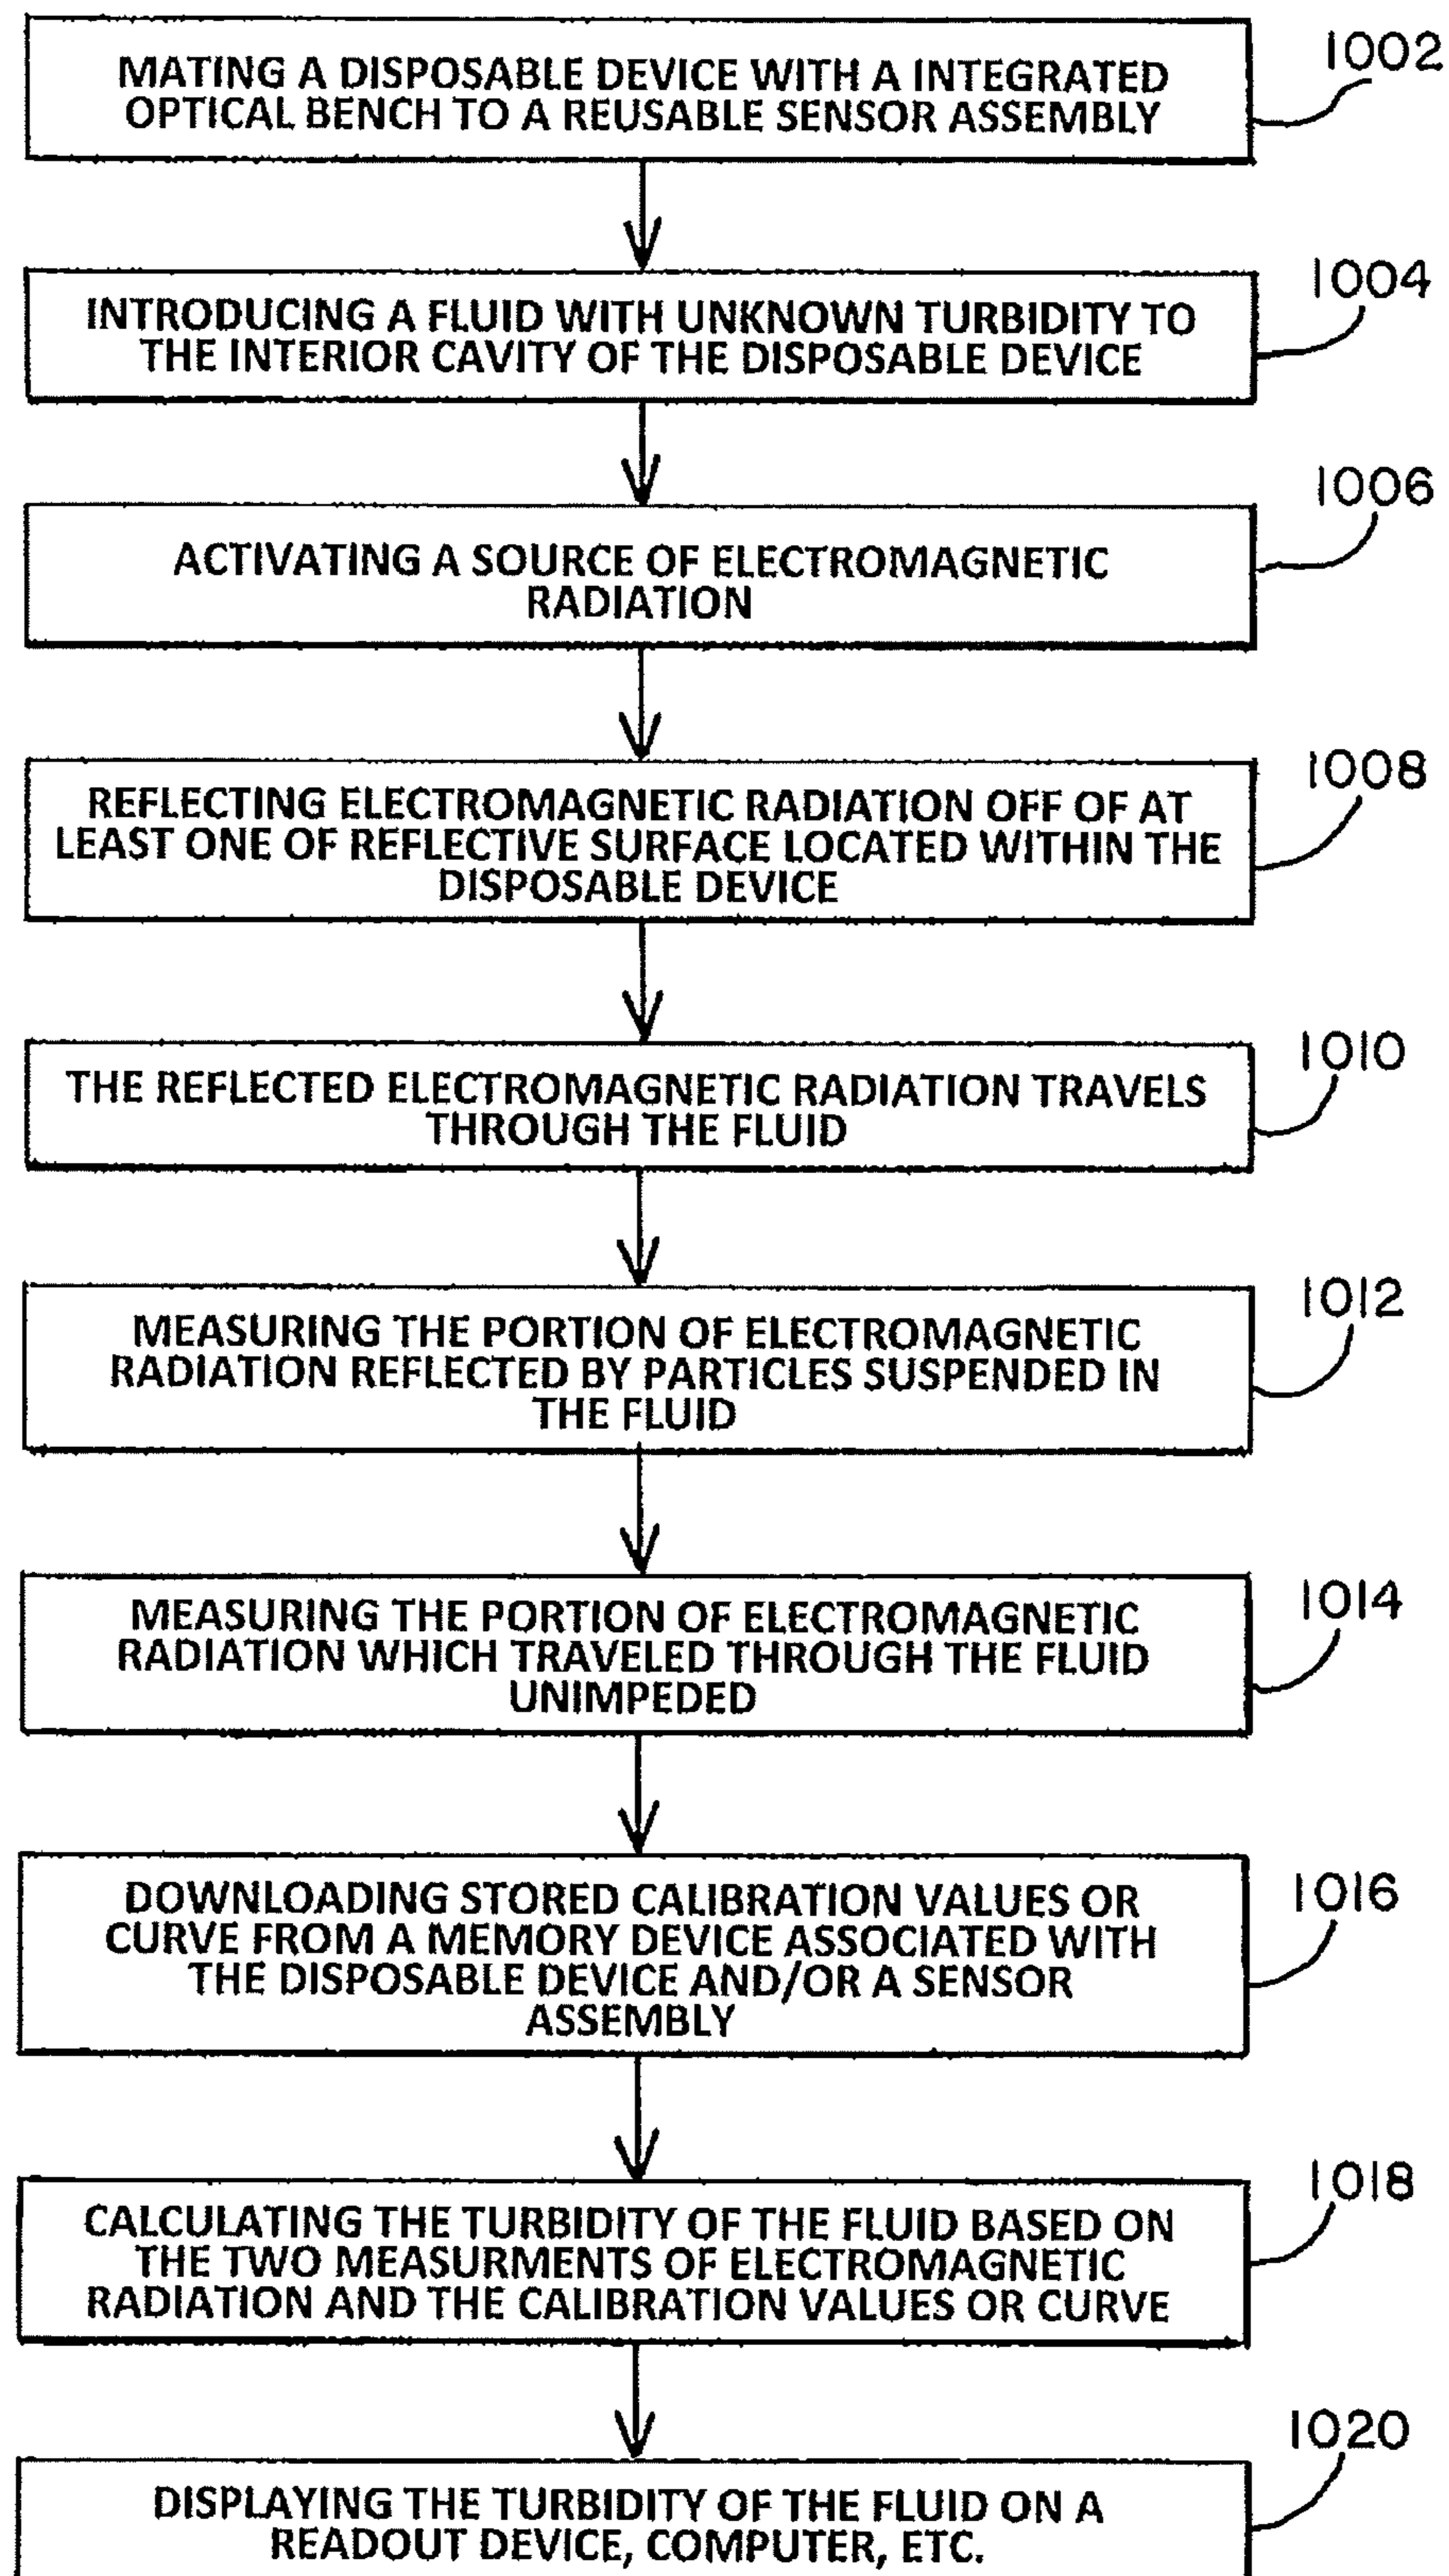 1002
MATING A DISPOSABLE DEVICE WITH A INTEGRATED
OPTICAL BENCH TO A REUSABLE SENSOR ASSEMBLY
1004
INTRODUCING A FLUID WITH UNKNOWN TURBIDITY TO
THE INTERIOR CAVITY OF THE DISPOSABLE DEVICE
1006
ACTIVATING A SOURCE OF ELECTROMAGNETIC
RADIATION
1008
REFLECTING ELECTROMAGNETIC RADIATION OFF OF AT
LEAST ONE OF REFLECTIVE SURFACE LOCATED WITHIN THE
DISPOSABLE DEVICE
1010
THE REFLECTED ELECTROMAGNETIC RADIATION TRAVELS
THROUGH THE FLUID
1012
MEASURING THE PORTION OF ELECTROMAGNETIC
RADIATION REFLECTED BY PARTICLES SUSPENDED IN
THE FLUID
1014
MEASURING THE PORTION OF ELECTROMAGNETIC
RADIATION WHICH TRAVELED THROUGH THE FLUID
UNIMPEDED
1016
DOWNLOADING STORED CALIBRATION VALUES OR
CURVE FROM A MEMORY DEVICE ASSOCIATED WITH
THE DISPOSABLE DEVICE AND/OR A SENSOR
ASSEMBLY
1018
CALCULATING THE TURBIDITY OF THE FLUID BASED ON
THE TWO MEASURMENTS OF ELECTROMAGNETIC
RADIATION AND THE CALIBRATION VALUES OR CURVE
1020
DISPLAYING THE TURBIDITY OF THE FLUID ON A
READOUT DEVICE, COMPUTER, ETC.